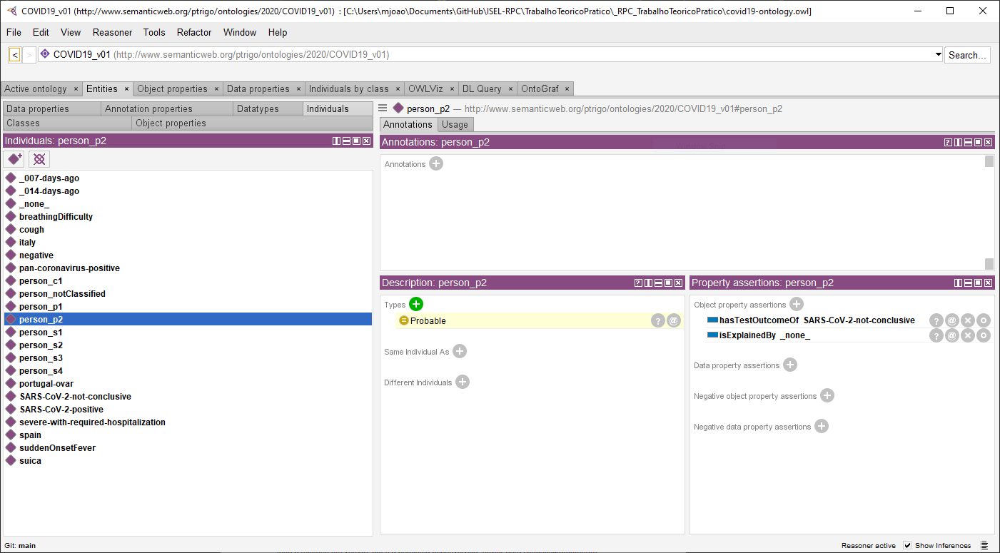 COVID19_v01 (http://www.semanticweb.org/ptrigo/ontologies/2020/COVID19_v01) : [C:\Users\mjoao\Documents\GitHub\ISEL-RPC\TrabalhoTeoricoPratico\_RPC_TrabalhoTeoricoPratico\covid19-ontology.owl]
File Edit View Reasoner Tools Refactor Window Help
< > COVID19_v01 (http://www.semanticweb.org/ptrigo/ontologies/2020/COVID19_v01) Search...
Active ontology × Entities × Object properties × Data properties × Individuals by class × OWLViz × DL Query × OntoGraf ×
Data properties Annotation properties Datatypes Individuals
Classes Object properties
Individuals: person_p2
_007-days-ago
_014-days-ago
_none_
breathingDifficulty
cough
italy
negative
pan-coronavirus-positive
person_c1
person_notClassified
person_p1
person_p2
person_s1
person_s2
person_s3
person_s4
portugal-ovar
SARS-CoV-2-not-conclusive
SARS-CoV-2-positive
severe-with-required-hospitalization
spain
suddenOnsetFever
suica
person_p2 — http://www.semanticweb.org/ptrigo/ontologies/2020/COVID19_v01#person_p2
Annotations Usage
Annotations: person_p2
Annotations
Description: person_p2
Types
Probable
Same Individual As
Different Individuals
Property assertions: person_p2
Object property assertions
hasTestOutcomeOf SARS-CoV-2-not-conclusive
isExplainedBy _none_
Data property assertions
Negative object property assertions
Negative data property assertions
Git: main
Reasoner active Show Inferences